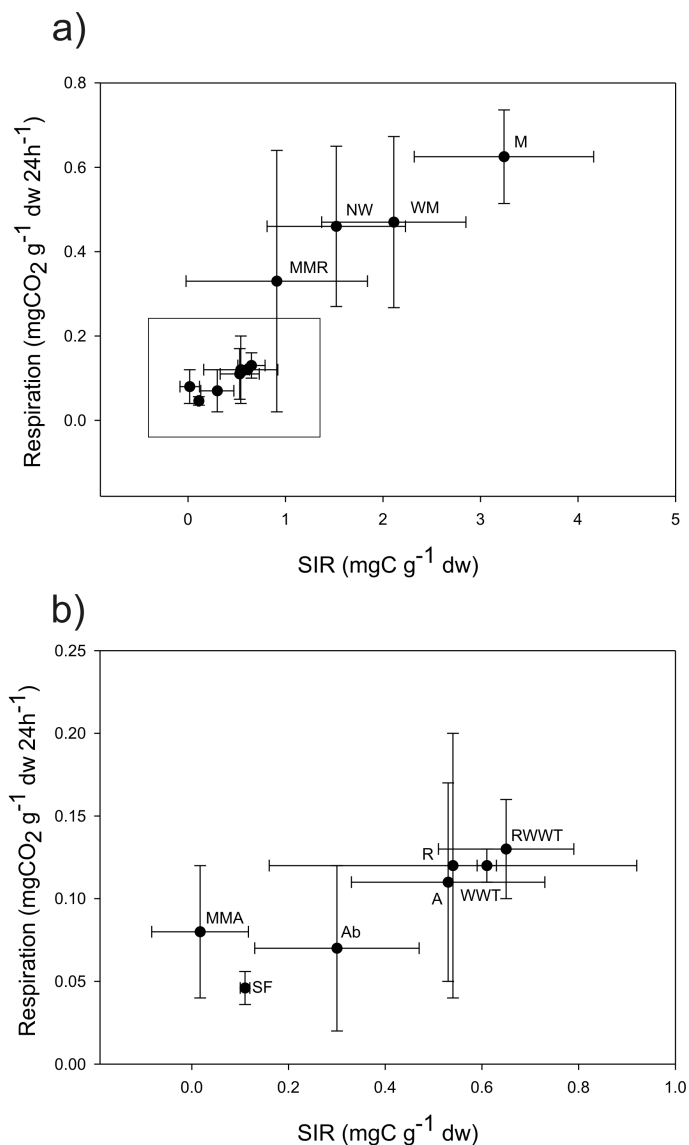 a)
0.8
0.6
0.4
0.2
0.0
Respiration (mgCO2 g-1 dw 24h-1)
M
NW
WM
MMR
0 1 2 3 4 5
SIR (mgC g-1 dw)
b)
0.25
0.20
0.15
0.10
0.05
0.00
Respiration (mgCO2 g-1 dw 24h-1)
RWWT
R
A
WWT
MMA
Ab
SF
0.0 0.2 0.4 0.6 0.8 1.0
SIR (mgC g-1 dw)